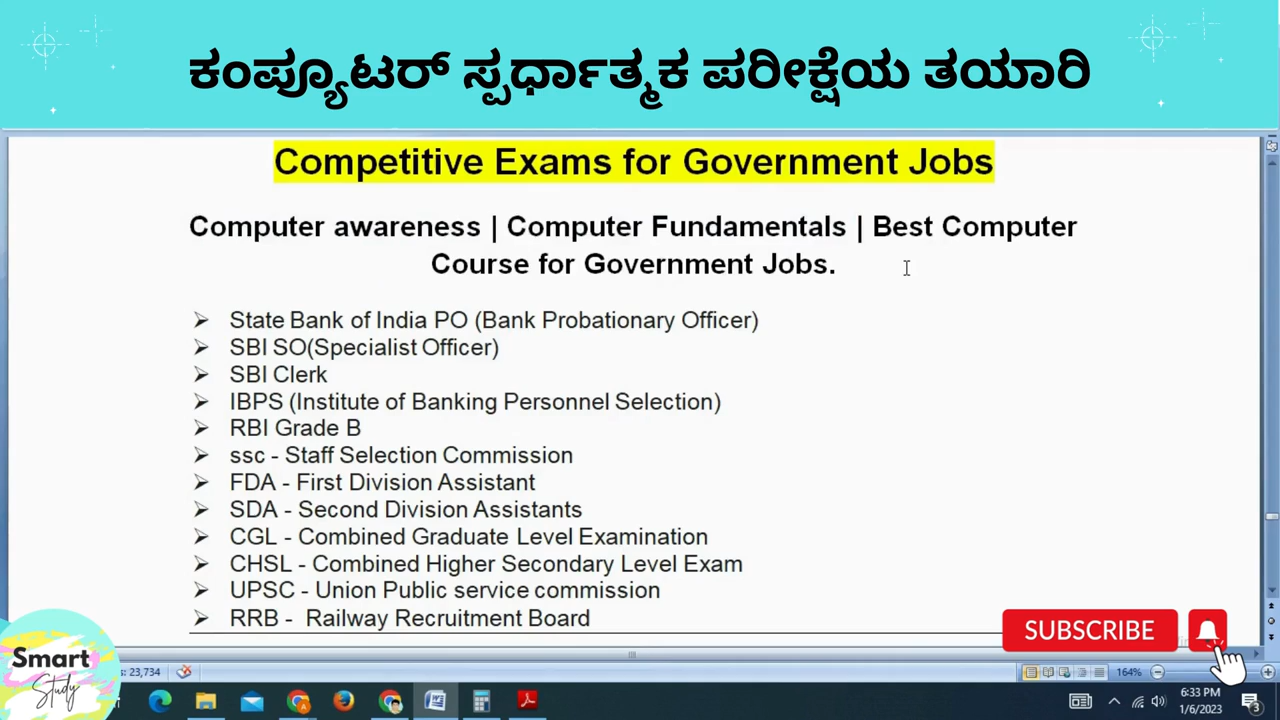 ಕಂಪ್ಯೂಟರ್ ಸ್ಪರ್ಧಾತ್ಮಕ ಪರೀಕ್ಷೆಯ ತಯಾರಿ
Competitive Exams for Government Jobs
Computer awareness | Computer Fundamentals | Best Computer
Course for Government Jobs.
➢ State Bank of India PO (Bank Probationary Officer)
➢ SBI SO(Specialist Officer)
➢ SBI Clerk
➢ IBPS (Institute of Banking Personnel Selection)
➢ RBI Grade B
➢ ssc - Staff Selection Commission
➢ FDA - First Division Assistant
➢ SDA - Second Division Assistants
➢ CGL - Combined Graduate Level Examination
➢ CHSL - Combined Higher Secondary Level Exam
➢ UPSC - Union Public service commission
➢ RRB - Railway Recruitment Board
SUBSCRIBE
Smart
Study
: 23,734
164%
6:33 PM
1/6/2023
3